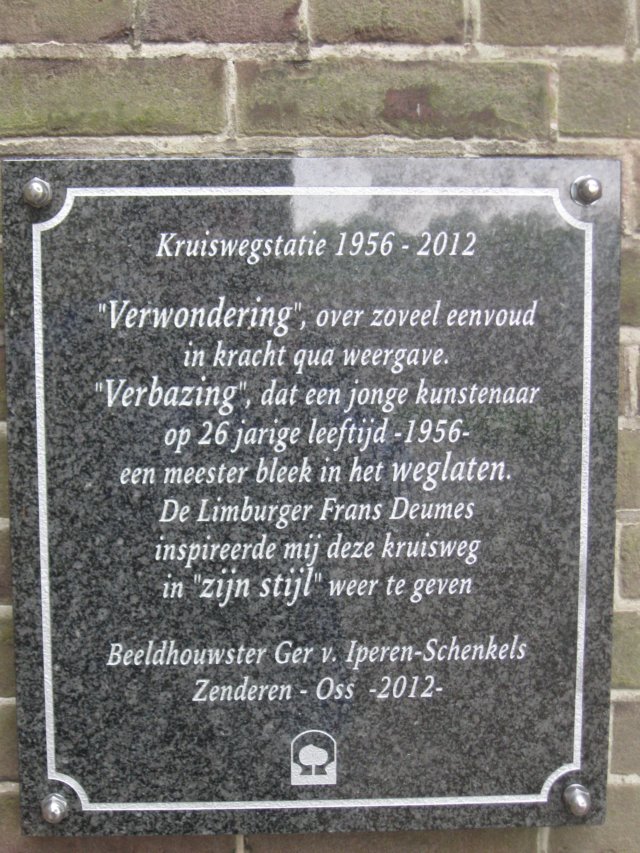 Kruiswegstatie 1956 - 2012
"Verwondering", over zoveel eenvoud
in kracht qua weergave.
"Verbazing", dat een jonge kunstenaar
op 26 jarige leeftijd -1956-
een meester bleek in het weglaten.
De Limburger Frans Deumes
inspireerde mij deze kruisweg
in "zijn stijl" weer te geven
Beeldhouwster Ger v. Iperen-Schenkels
Zenderen - Oss -2012-